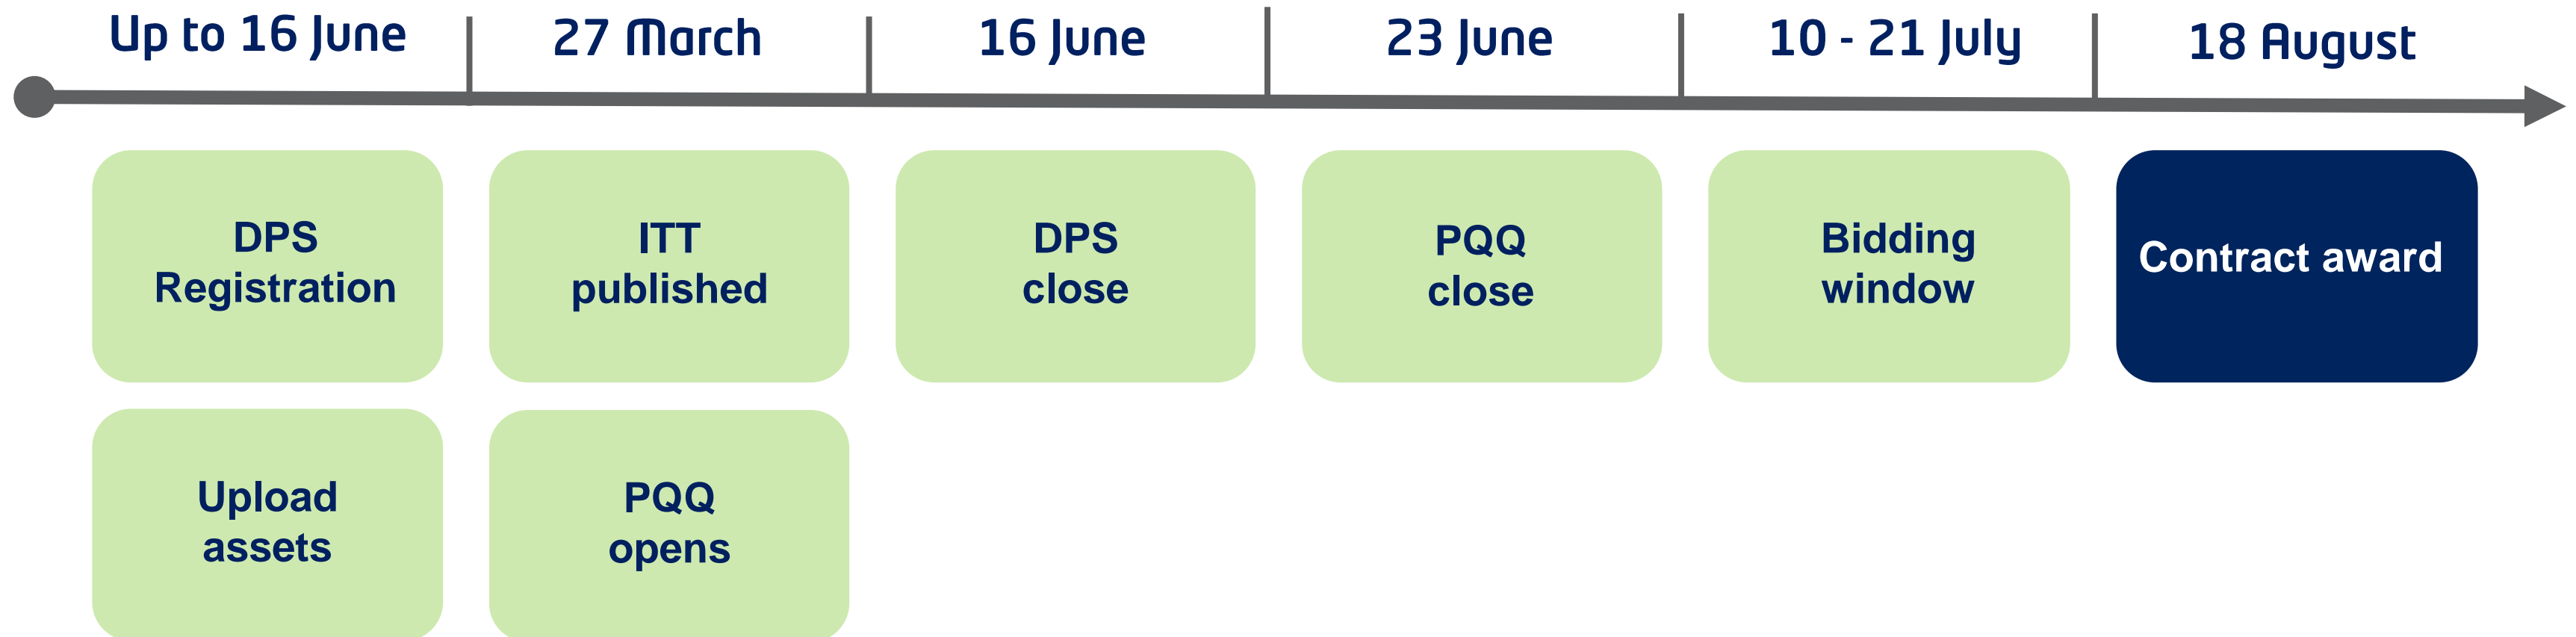 Up to 16 June
27 March
16 June
23 June
10 - 21 July
18 August
DPS
Registration
ITT
published
DPS
close
PQQ
close
Bidding
window
Contract award
Upload
assets
PQQ
opens